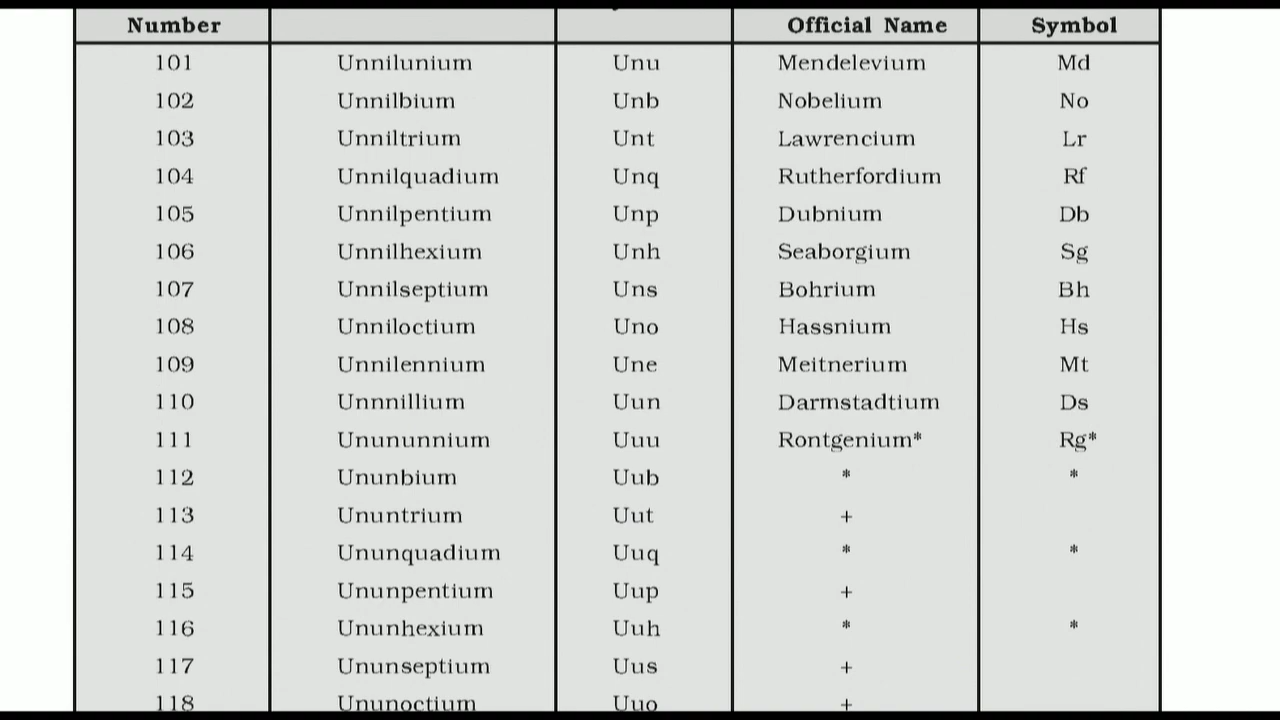 Number Official Name Symbol
101 Unnilunium Unu Mendelevium Md
102 Unnilbium Unb Nobelium No
103 Unniltrium Unt Lawrencium Lr
104 Unnilquadium Unq Rutherfordium Rf
105 Unnilpentium Unp Dubnium Db
106 Unnilhexium Unh Seaborgium Sg
107 Unnilseptium Uns Bohrium Bh
108 Unniloctium Uno Hassnium Hs
109 Unnilennium Une Meitnerium Mt
110 Unnnillium Uun Darmstadtium Ds
111 Unununnium Uuu Rontgenium* Rg*
112 Ununbium Uub * *
113 Ununtrium Uut +
114 Ununquadium Uuq * *
115 Ununpentium Uup +
116 Ununhexium Uuh * *
117 Ununseptium Uus +
118 Ununoctium Uuo +